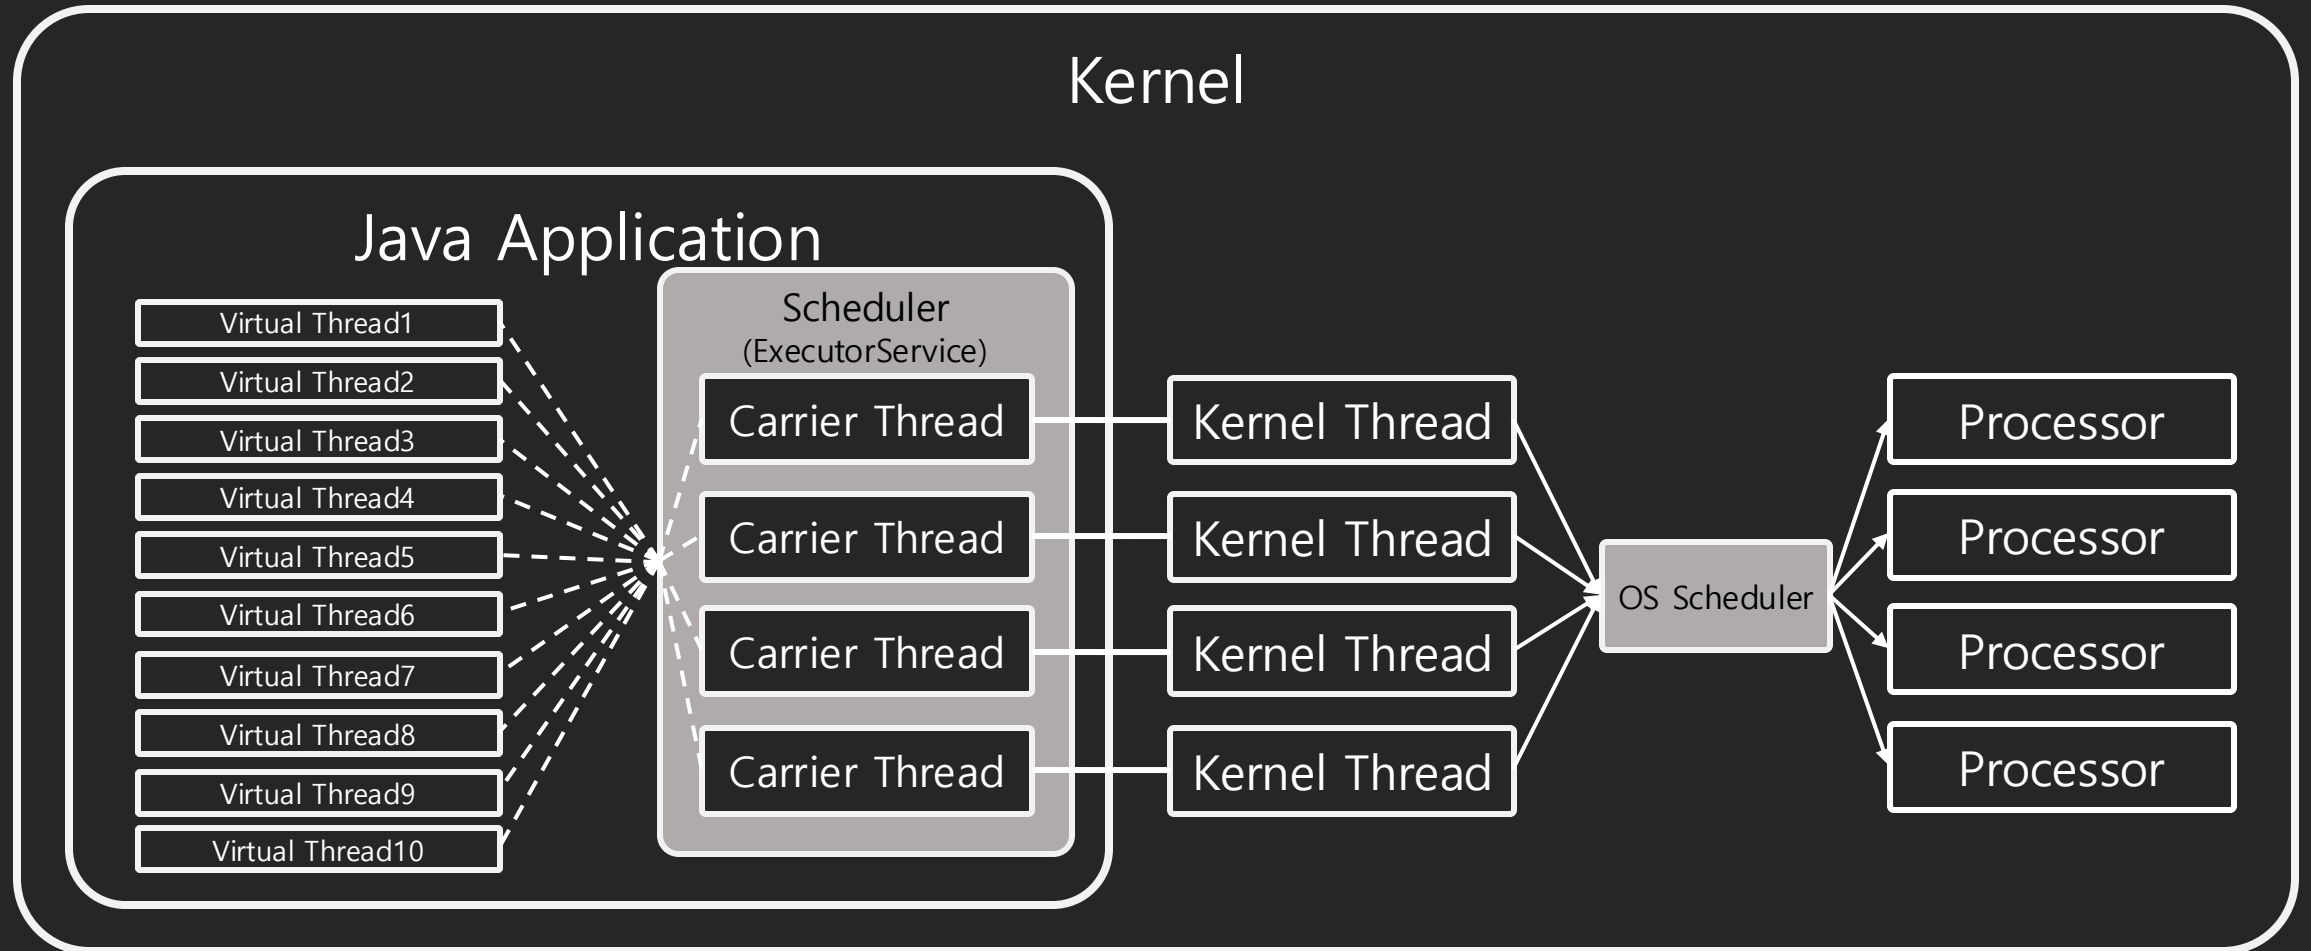 Kernel
Java Application
Virtual Thread1
Virtual Thread2
Virtual Thread3
Virtual Thread4
Virtual Thread5
Virtual Thread6
Virtual Thread7
Virtual Thread8
Virtual Thread9
Virtual Thread10
Scheduler
(ExecutorService)
Carrier Thread
Carrier Thread
Carrier Thread
Carrier Thread
Kernel Thread
Kernel Thread
Kernel Thread
Kernel Thread
OS Scheduler
Processor
Processor
Processor
Processor